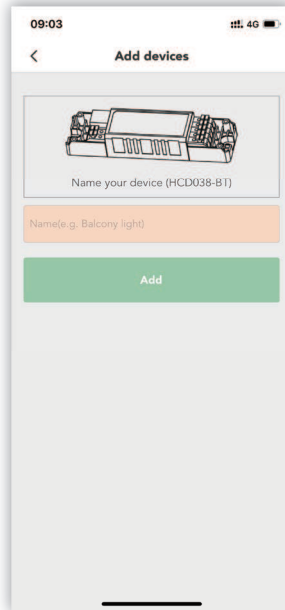 09:03
4G
Add devices
Name your device (HCD038-BT)
Name(e.g. Balcony light)
Add